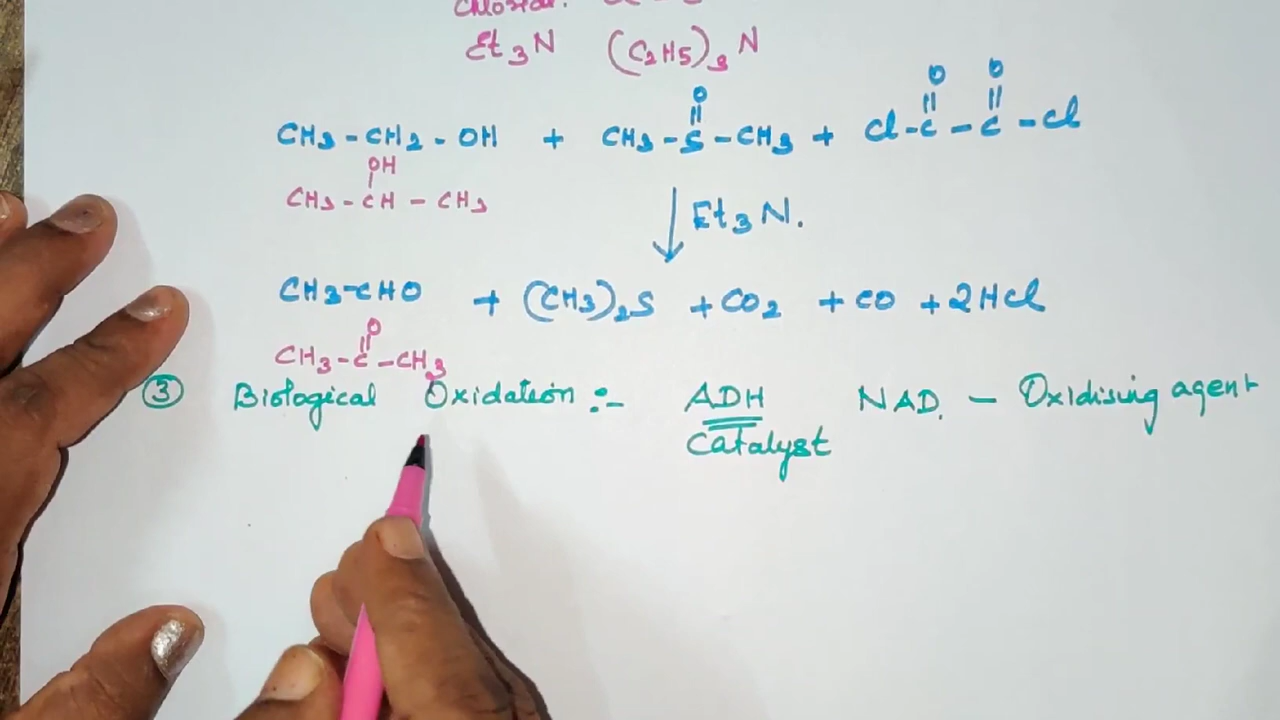 Et3N (C2H5)3 N
O O O
CH3 - CH2 - OH + CH3 - S - CH3 + Cl - C - C - Cl
OH
CH3 - CH - CH3
Et3N.
CH3-CHO + (CH3)2S + CO2 + CO + 2HCl
O
CH3 - C - CH3
③ Biological Oxidation :- ADH NAD. - Oxidising agent
Catalyst